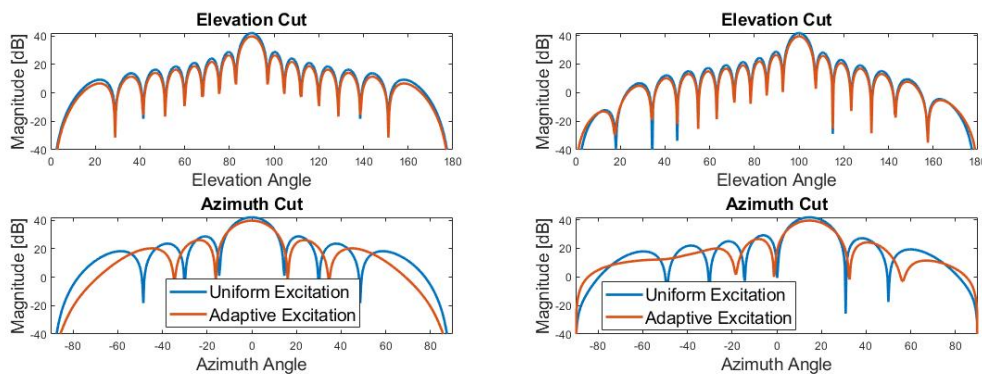 Elevation Cut
Magnitude [dB]
40
20
0
-20
-40
0 20 40 60 80 100 120 140 160 180
Elevation Angle
Azimuth Cut
Magnitude [dB]
40
20
0
-20
-40
-80 -60 -40 -20 0 20 40 60 80
Uniform Excitation
Adaptive Excitation
Azimuth Angle
Elevation Cut
Magnitude [dB]
40
20
0
-20
-40
0 20 40 60 80 100 120 140 160 180
Elevation Angle
Azimuth Cut
Magnitude [dB]
40
20
0
-20
-40
-80 -60 -40 -20 0 20 40 60 80
Uniform Excitation
Adaptive Excitation
Azimuth Angle